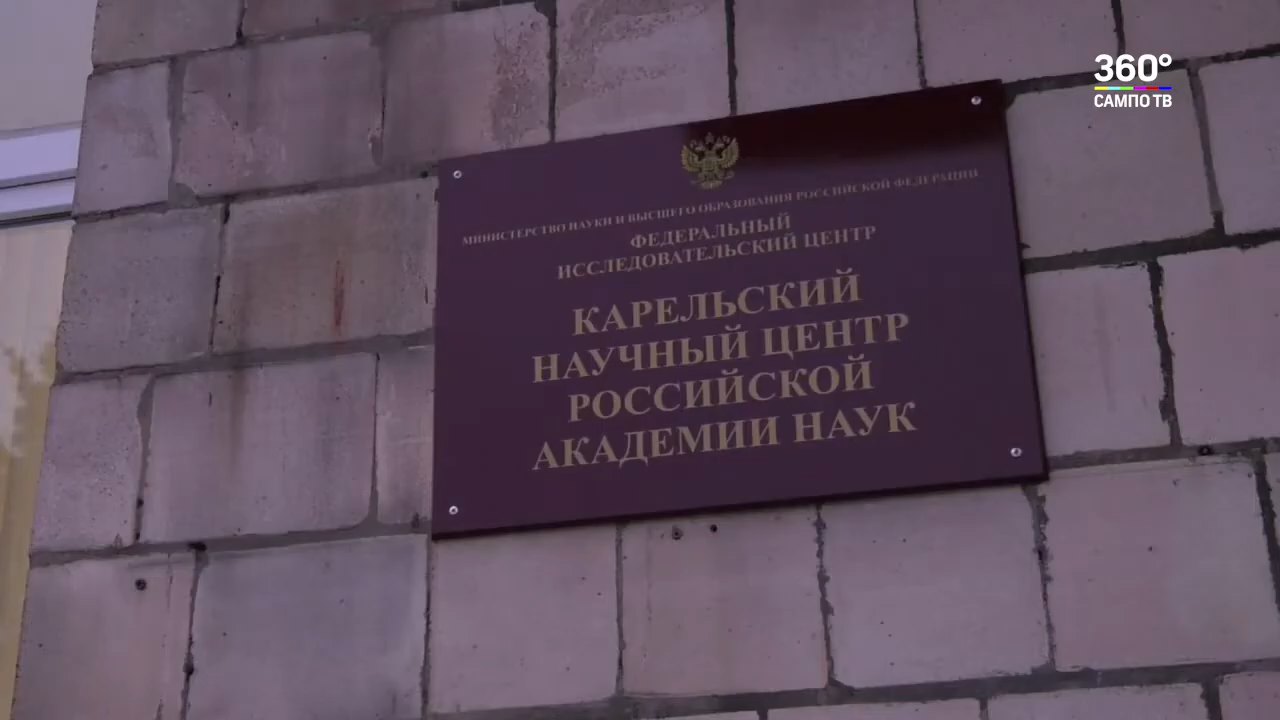 360°
САМПО ТВ
МИНИСТЕРСТВО НАУКИ И ВЫСШЕГО ОБРАЗОВАНИЯ РОССИЙСКОЙ ФЕДЕРАЦИИ
ФЕДЕРАЛЬНЫЙ
ИССЛЕДОВАТЕЛЬСКИЙ ЦЕНТР
КАРЕЛЬСКИЙ
НАУЧНЫЙ ЦЕНТР
РОССИЙСКОЙ
АКАДЕМИИ НАУК